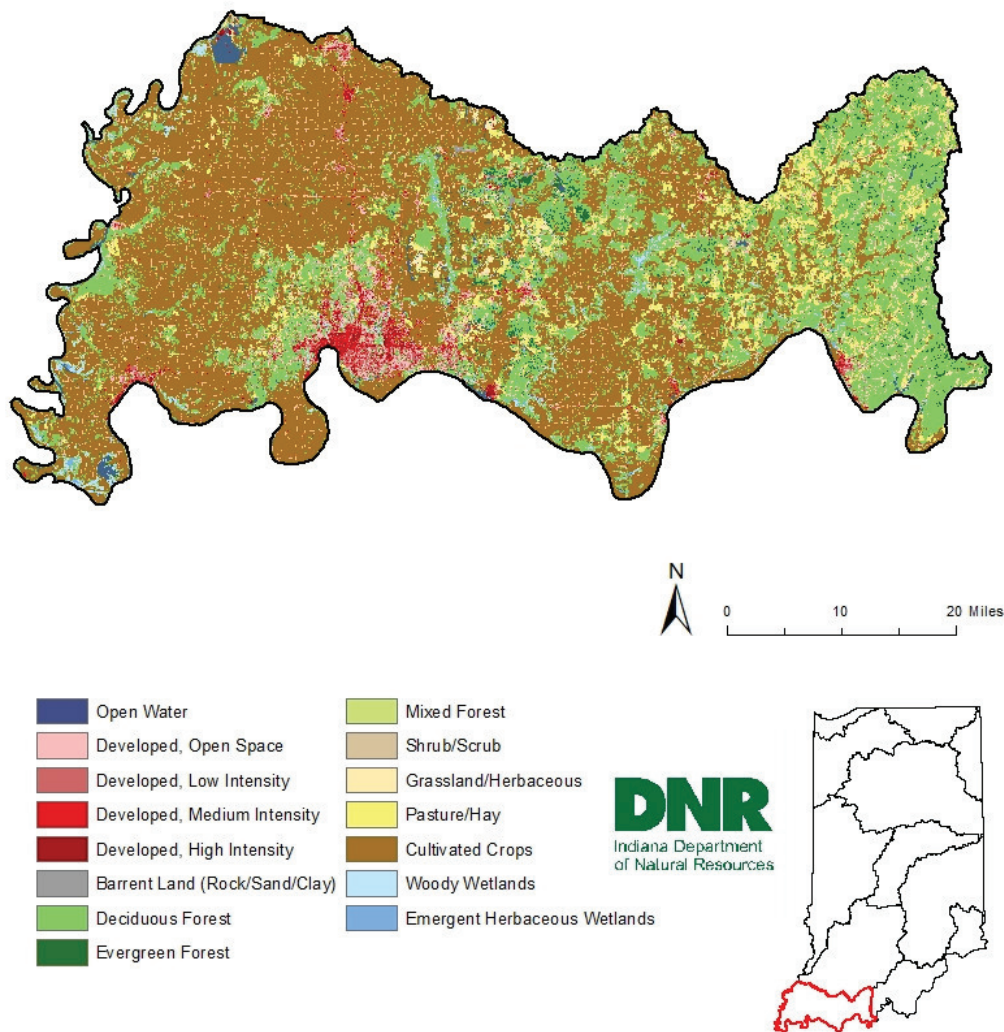 N
0 10 20 Miles
Open Water
Developed, Open Space
Developed, Low Intensity
Developed, Medium Intensity
Developed, High Intensity
Barrent Land (Rock/Sand/Clay)
Deciduous Forest
Evergreen Forest
Mixed Forest
Shrub/Scrub
Grassland/Herbaceous
Pasture/Hay
Cultivated Crops
Woody Wetlands
Emergent Herbaceous Wetlands
DNR
Indiana Department
of Natural Resources